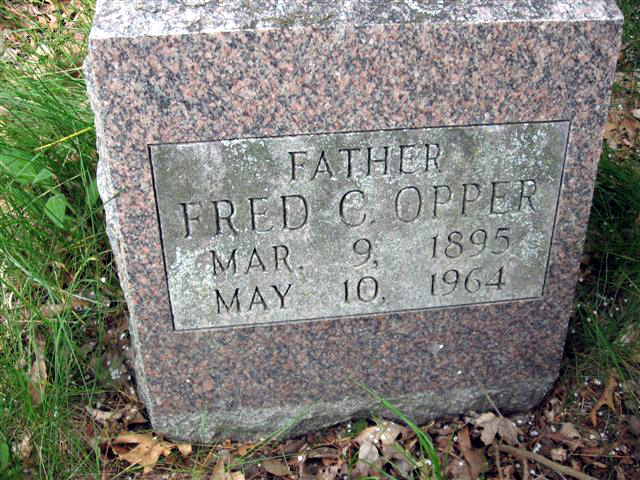 FATHER
FRED C. OPPER
MAR. 9, 1895
MAY 10, 1964